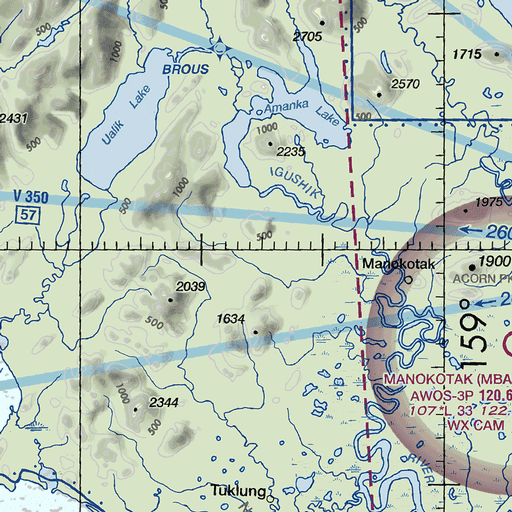 2705
500
1000
1715
BROUS
2570
Ualik Lake
Amanka Lake
500
2431
1000
500
2235
IGUSHIK
1000
1975
V 350
500
57
260
500
Manokotak
1900
ACORN PK
2039
1634
159°
500
MANOKOTAK (MBA
1000
AWOS-3P 120.6
2344
107 L 33 122.
500
WX CAM
RIVER
Tuklung